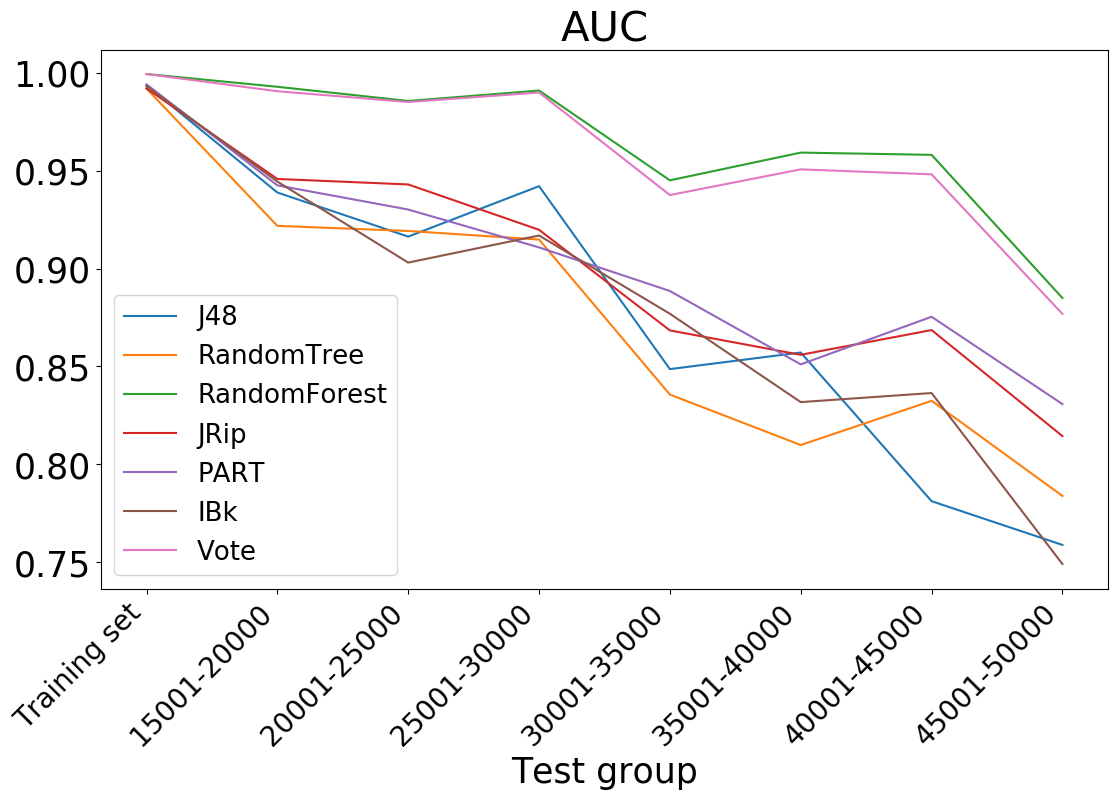 AUC
1.00
0.95
0.90
0.85
0.80
0.75
J48
RandomTree
RandomForest
JRip
PART
IBk
Vote
Training set
15001-20000
20001-25000
25001-30000
30001-35000
35001-40000
40001-45000
45001-50000
Test group